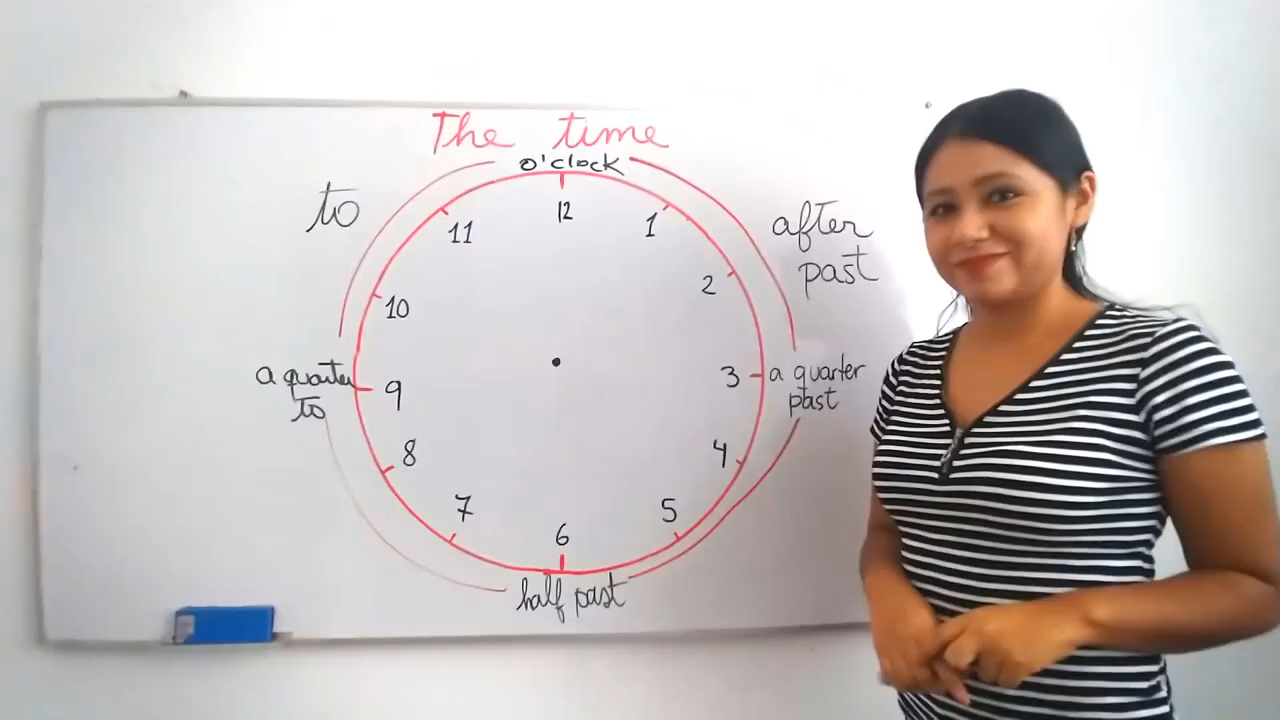 The time
o'clock
12
11
1
to
after
past
10
2
a quarter
to
9
3
a quarter
past
8
4
7
5
6
half past